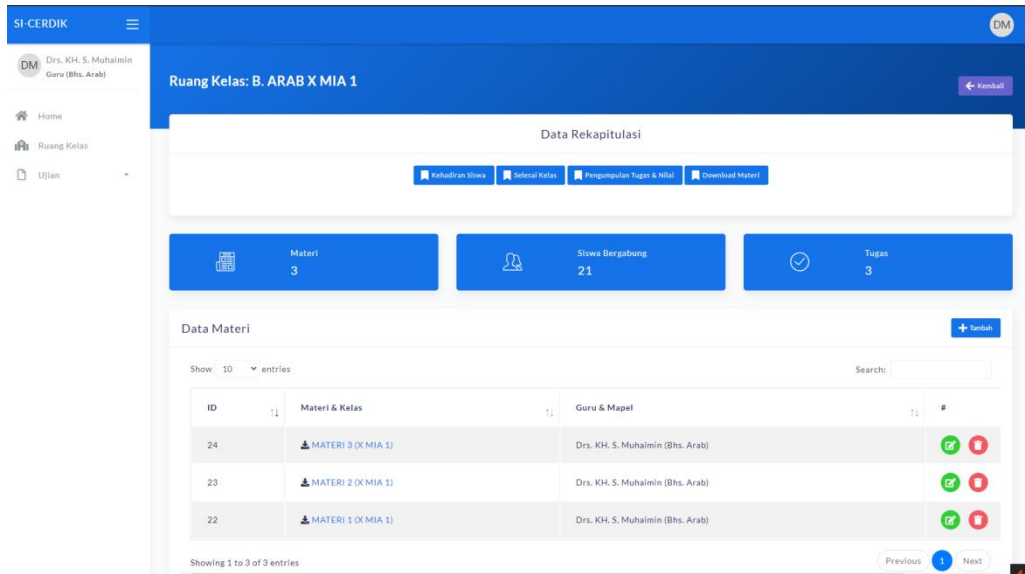 SI-CERDIK
DM
DM
Drs. KH. S. Muhaimin
Guru (Bhs. Arab)
Home
Ruang Kelas
Ujian
Ruang Kelas: B. ARAB X MIA 1
Kembali
Data Rekapitulasi
Kehadiran Siswa Selesai Kelas Pengumpulan Tugas & Nilai Download Materi
Materi
3
Siswa Bergabung
21
Tugas
3
Data Materi
Tambah
Show 10 entries
Search:
ID Materi & Kelas Guru & Mapel #
24 MATERI 3 (X MIA 1) Drs. KH. S. Muhaimin (Bhs. Arab)
23 MATERI 2 (X MIA 1) Drs. KH. S. Muhaimin (Bhs. Arab)
22 MATERI 1 (X MIA 1) Drs. KH. S. Muhaimin (Bhs. Arab)
Showing 1 to 3 of 3 entries
Previous 1 Next